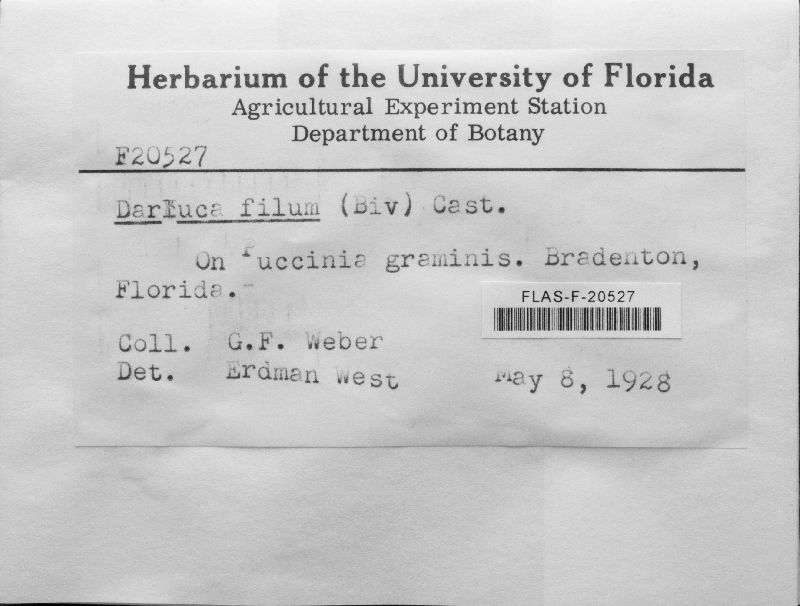 Herbarium of the University of Florida
Agricultural Experiment Station
Department of Botany
F20527
Darluca filum (Biv) Cast.
On Puccinia graminis. Bradenton,
Florida.
FLAS-F-20527
Coll. G.F. Weber
Det. Erdman West May 8, 1928